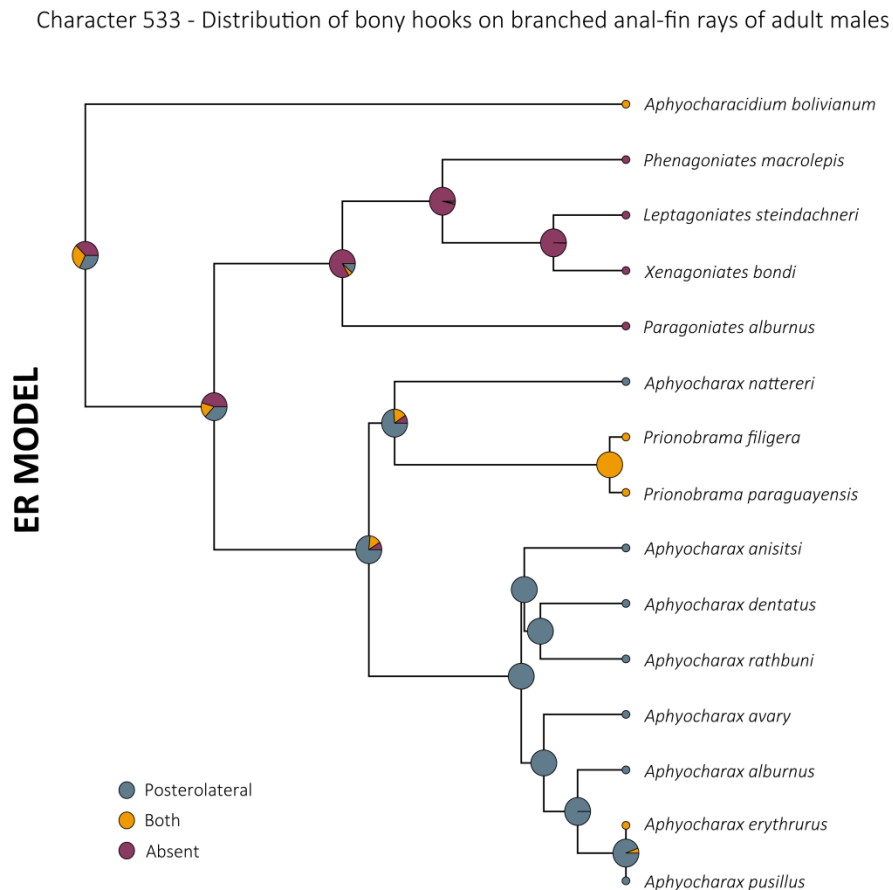 Character 533 - Distribution of bony hooks on branched anal-fin rays of adult males
Aphyocharacidium bolivianum
Phenagoniates macrolepis
Leptagoniates steindachneri
Xenagoniates bondi
Paragoniates alburnus
Aphyocharax nattereri
Prionobrama filigera
Prionobrama paraguayensis
Aphyocharax anisitsi
Aphyocharax dentatus
Aphyocharax rathbuni
Aphyocharax avary
Aphyocharax alburnus
Aphyocharax erythrurus
Aphyocharax pusillus
ER MODEL
Posterolateral
Both
Absent